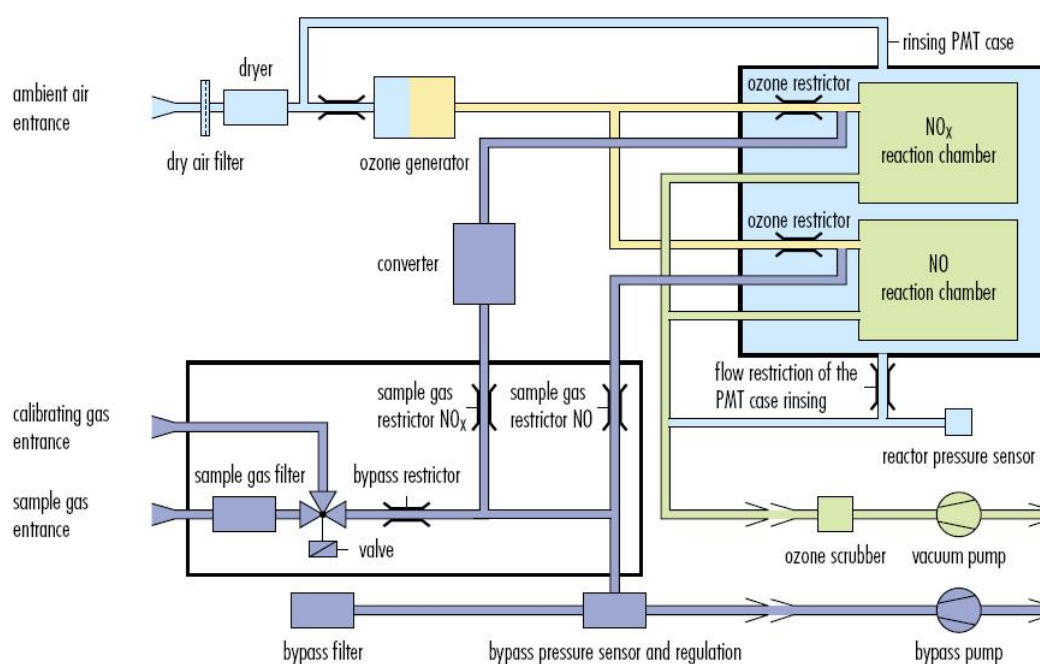 rinsing PMT case
dryer
ambient air
entrance
ozone restrictor
NOX
reaction chamber
dry air filter
ozone generator
ozone restrictor
converter
NO
reaction chamber
flow restriction of the
PMT case rinsing
sample gas
restrictor NOX
sample gas
restrictor NO
calibrating gas
entrance
reactor pressure sensor
sample gas filter
bypass restrictor
sample gas
entrance
valve
ozone scrubber
vacuum pump
bypass filter
bypass pressure sensor and regulation
bypass pump